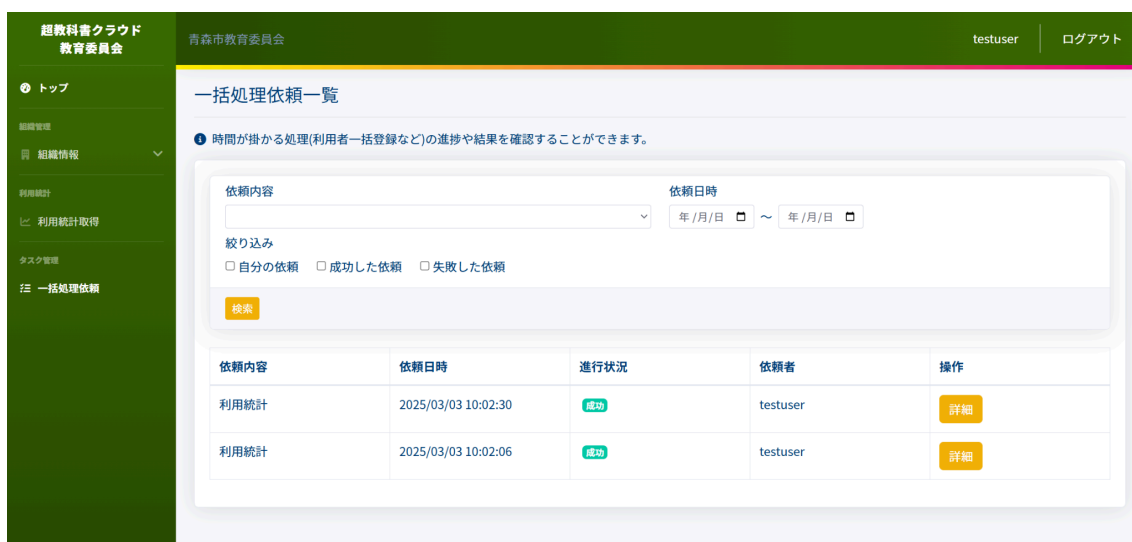 超教科書クラウド
教育委員会
青森市教育委員会
testuser
ログアウト
トップ
組織管理
組織情報
利用統計
利用統計取得
タスク管理
一括処理依頼
一括処理依頼一覧
時間が掛かる処理(利用者一括登録など)の進捗や結果を確認することができます。
依頼内容
依頼日時
年/月/日 ～ 年/月/日
絞り込み
自分の依頼 成功した依頼 失敗した依頼
検索
依頼内容 依頼日時 進行状況 依頼者 操作
利用統計 2025/03/03 10:02:30 成功 testuser 詳細
利用統計 2025/03/03 10:02:06 成功 testuser 詳細